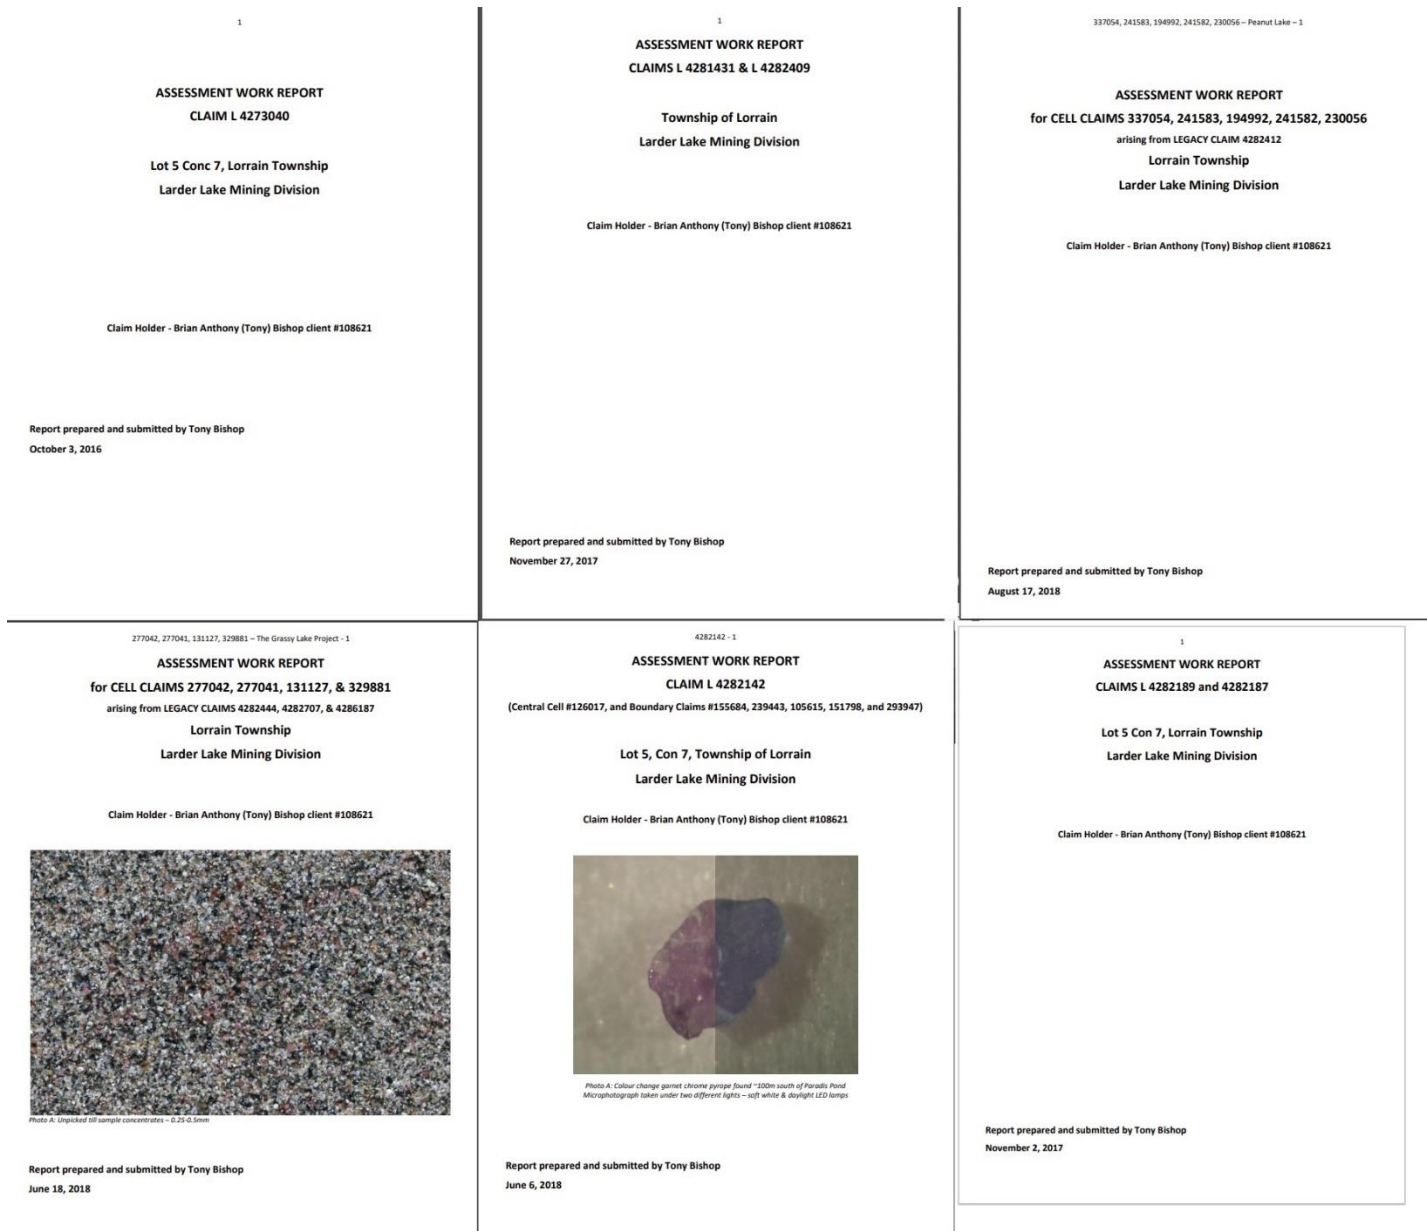 1
ASSESSMENT WORK REPORT
CLAIM L 4273040
Lot 5 Conc 7, Lorrain Township
Larder Lake Mining Division
Claim Holder - Brian Anthony (Tony) Bishop client #108621
Report prepared and submitted by Tony Bishop
October 3, 2016
1
ASSESSMENT WORK REPORT
CLAIMS L 4281431 & L 4282409
Township of Lorrain
Larder Lake Mining Division
Claim Holder - Brian Anthony (Tony) Bishop client #108621
Report prepared and submitted by Tony Bishop
November 27, 2017
337054, 241583, 194992, 241582, 230056 – Peanut Lake – 1
ASSESSMENT WORK REPORT
for CELL CLAIMS 337054, 241583, 194992, 241582, 230056
arising from LEGACY CLAIM 4282412
Lorrain Township
Larder Lake Mining Division
Claim Holder - Brian Anthony (Tony) Bishop client #108621
Report prepared and submitted by Tony Bishop
August 17, 2018
277042, 277041, 131127, 329881 – The Grassy Lake Project - 1
ASSESSMENT WORK REPORT
for CELL CLAIMS 277042, 277041, 131127, & 329881
arising from LEGACY CLAIMS 4282444, 4282707, & 4286187
Lorrain Township
Larder Lake Mining Division
Claim Holder - Brian Anthony (Tony) Bishop client #108621
Photo A: Unpicked till sample concentrates – 0.25-0.5mm
Report prepared and submitted by Tony Bishop
June 18, 2018
4282142 - 1
ASSESSMENT WORK REPORT
CLAIM L 4282142
(Central Cell #126017, and Boundary Claims #155684, 239443, 105615, 151798, and 293947)
Lot 5, Con 7, Township of Lorrain
Larder Lake Mining Division
Claim Holder - Brian Anthony (Tony) Bishop client #108621
Photo A: Colour change garnet chrome pyrope found ~100m south of Paradis Pond
Microphotograph taken under two different lights – soft white & daylight LED lamps
Report prepared and submitted by Tony Bishop
June 6, 2018
1
ASSESSMENT WORK REPORT
CLAIMS L 4282189 and 4282187
Lot 5 Con 7, Lorrain Township
Larder Lake Mining Division
Claim Holder - Brian Anthony (Tony) Bishop client #108621
Report prepared and submitted by Tony Bishop
November 2, 2017